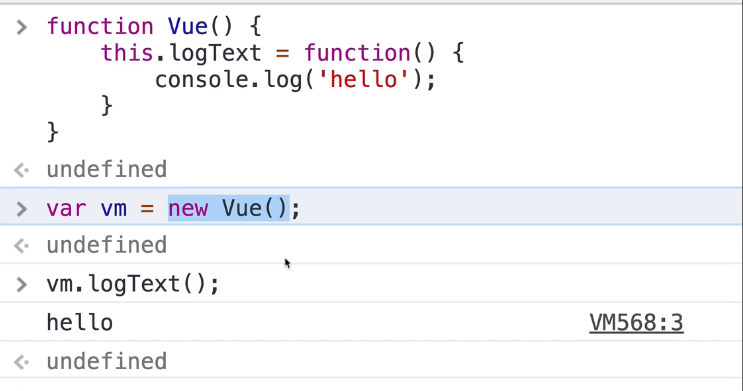 > function Vue() {
this.logText = function() {
console.log('hello');
}
}
undefined
> var vm = new Vue();
undefined
> vm.logText();
hello VM568:3
undefined